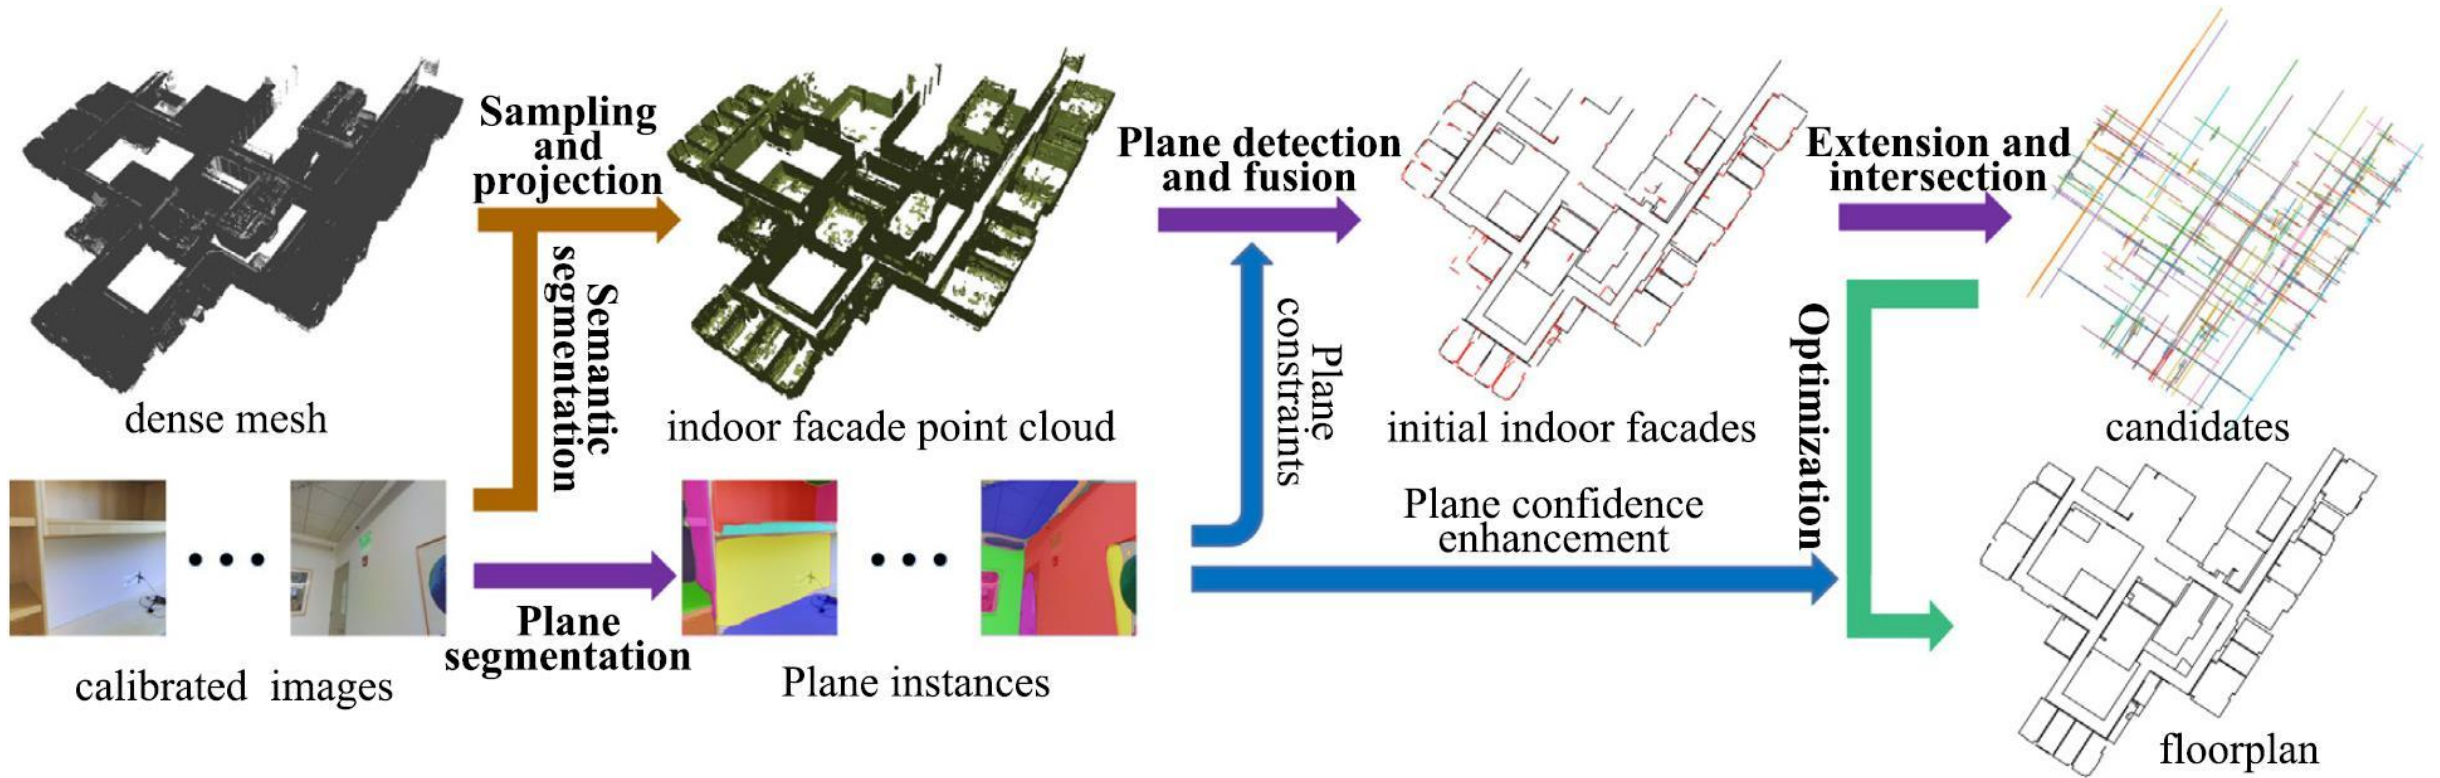 Sampling
and
projection
Semantic
segmentation
Plane detection
and fusion
Extension and
intersection
Plane
constraints
Optimization
dense mesh
indoor facade point cloud
initial indoor facades
candidates
Plane confidence
enhancement
Plane
segmentation
calibrated images
Plane instances
floorplan